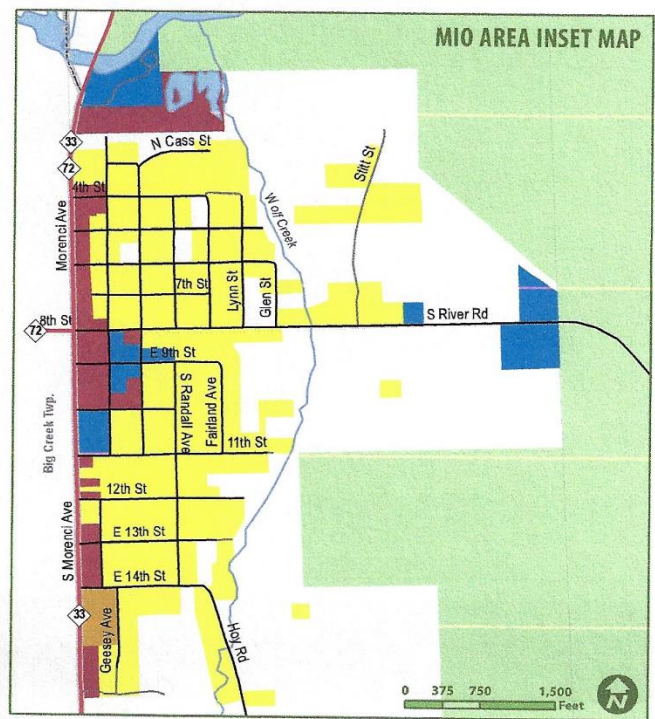 MIO AREA INSET MAP
33
N Cass St
72
4th St
Stitt St
Wolf Creek
Morenci Ave
7th St
Lynn St
Glen St
8th St
72
S River Rd
E 9th St
S Randall Ave
Fairland Ave
Big Creek Twp.
11th St
12th St
S Morenci Ave
E 13th St
E 14th St
33
Geesey Ave
Hoy Rd
0 375 750 1,500
Feet
N